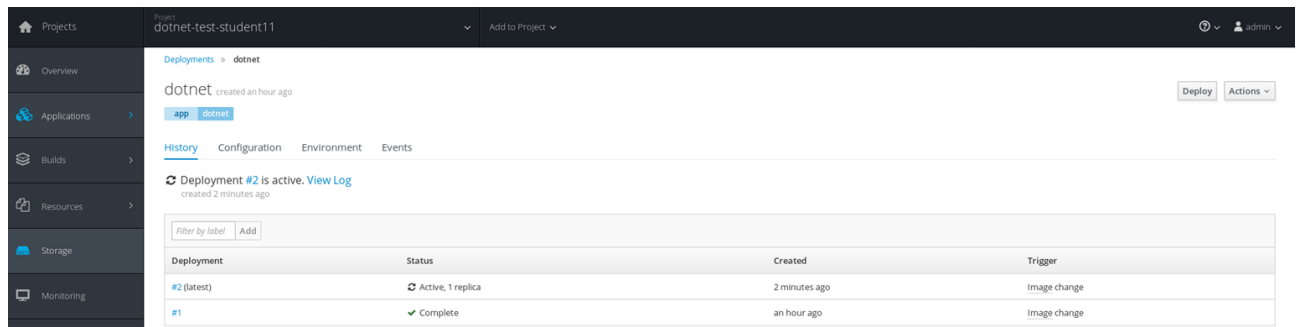 Projects
Project
dotnet-test-student11
Add to Project
admin
Overview
Applications
Builds
Resources
Storage
Monitoring
Deployments » dotnet
dotnet created an hour ago
Deploy
Actions
app dotnet
History Configuration Environment Events
Deployment #2 is active. View Log
created 2 minutes ago
Filter by label Add
Deployment Status Created Trigger
#2 (latest) Active, 1 replica 2 minutes ago Image change
#1 Complete an hour ago Image change